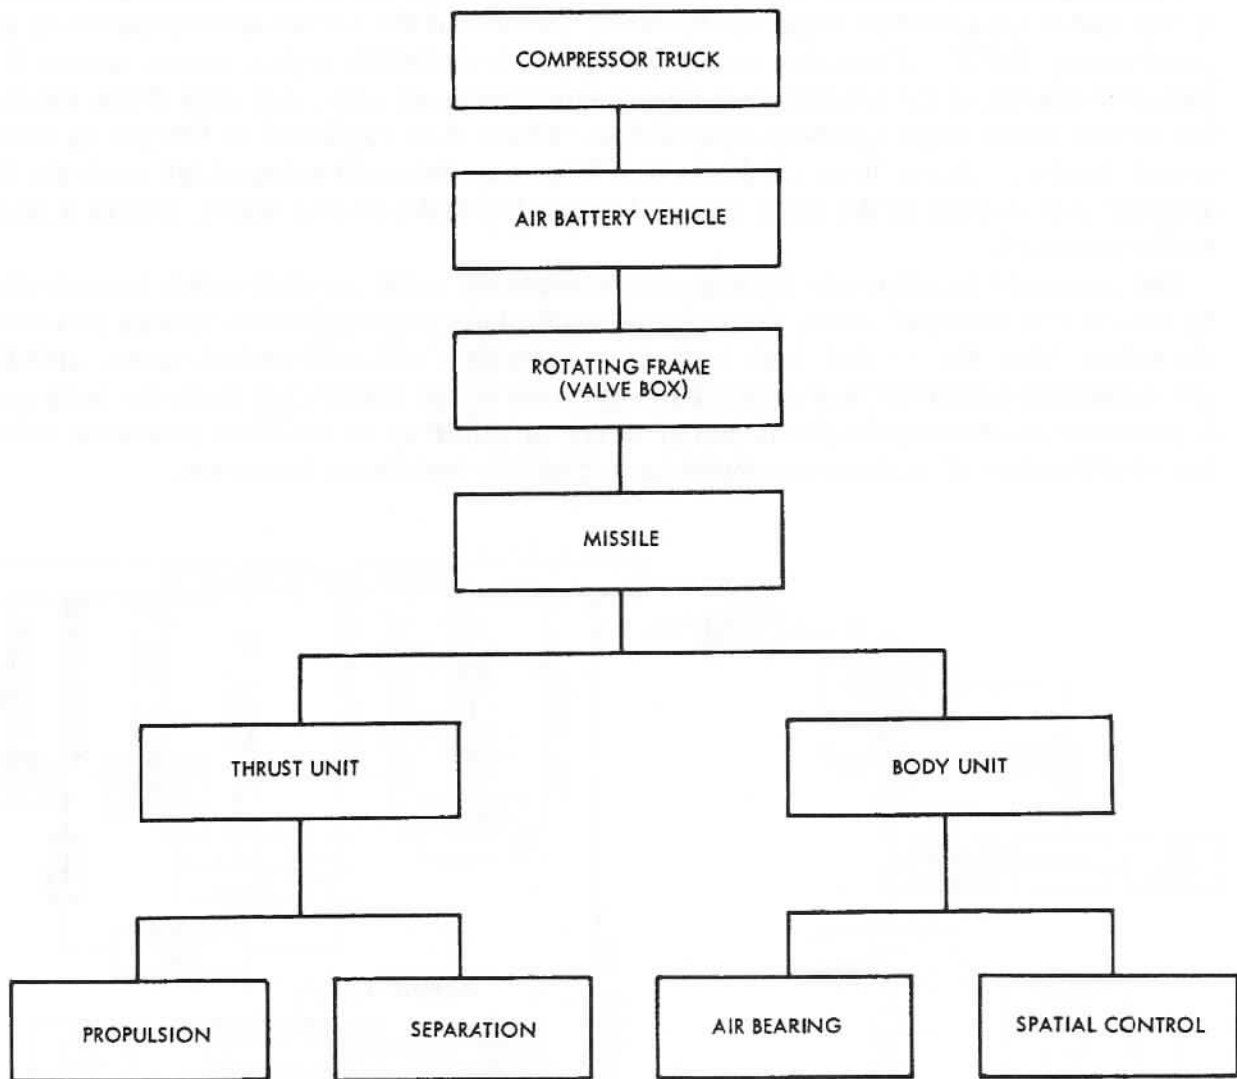 COMPRESSOR TRUCK
AIR BATTERY VEHICLE
ROTATING FRAME
(VALVE BOX)
MISSILE
THRUST UNIT
BODY UNIT
PROPULSION
SEPARATION
AIR BEARING
SPATIAL CONTROL